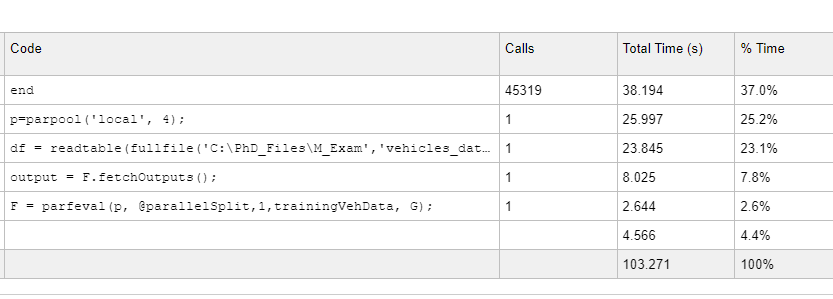 Code Calls Total Time (s) % Time
end 45319 38.194 37.0%
p=parpool('local', 4); 1 25.997 25.2%
df = readtable(fullfile('C:\PhD_Files\M_Exam','vehicles_dat... 1 23.845 23.1%
output = F.fetchOutputs(); 1 8.025 7.8%
F = parfeval(p, @parallelSplit,1,trainingVehData, G); 1 2.644 2.6%
4.566 4.4%
103.271 100%